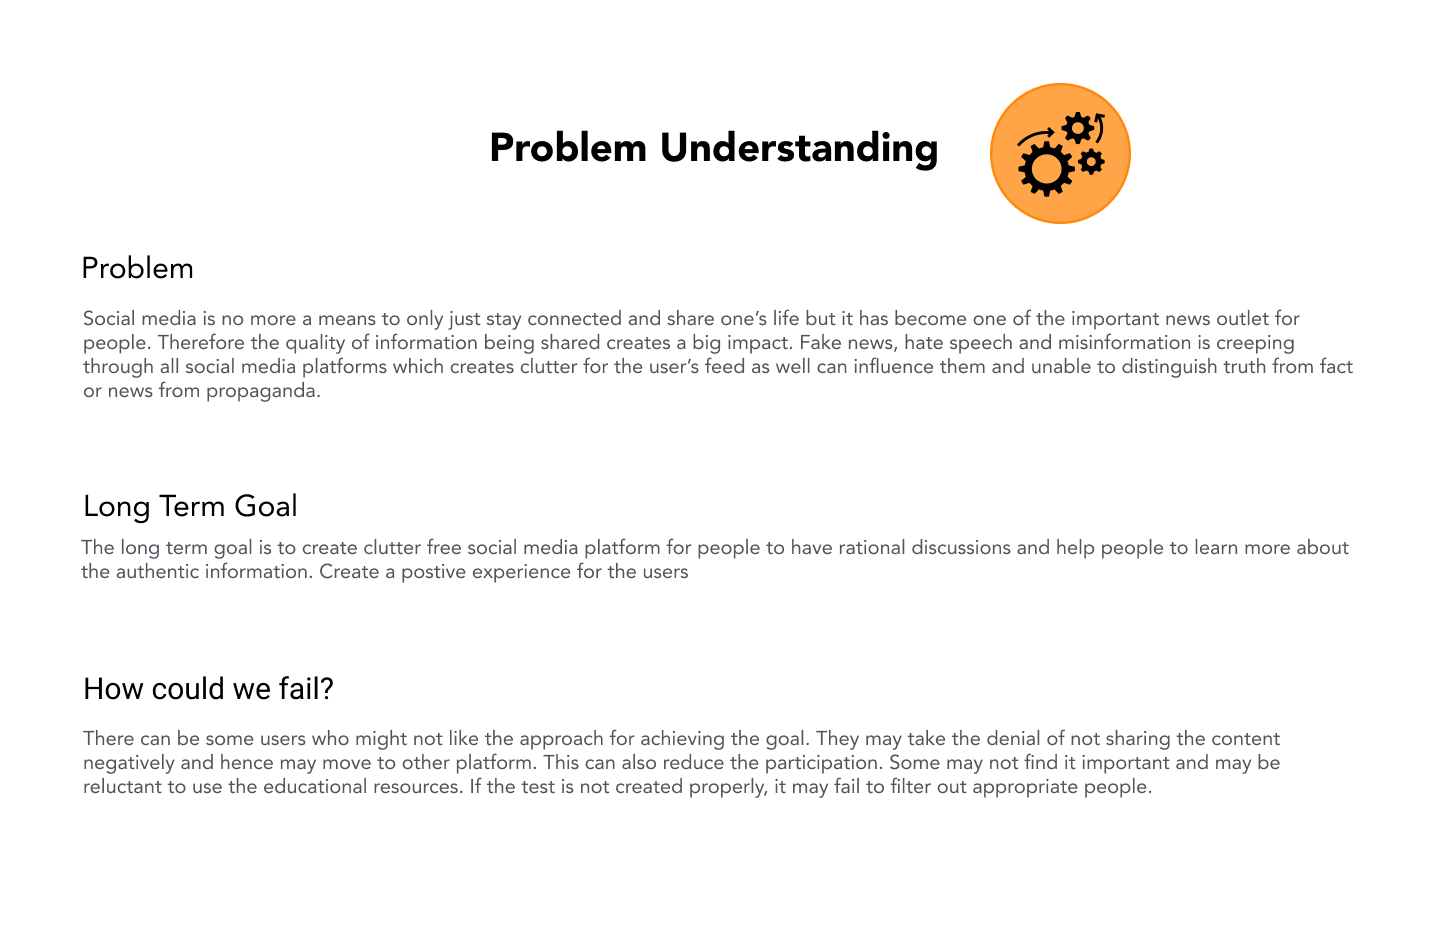 Problem Understanding
Problem
Social media is no more a means to only just stay connected and share one’s life but it has become one of the important news outlet for
people. Therefore the quality of information being shared creates a big impact. Fake news, hate speech and misinformation is creeping
through all social media platforms which creates clutter for the user’s feed as well can influence them and unable to distinguish truth from fact
or news from propaganda.
Long Term Goal
The long term goal is to create clutter free social media platform for people to have rational discussions and help people to learn more about
the authentic information. Create a postive experience for the users
How could we fail?
There can be some users who might not like the approach for achieving the goal. They may take the denial of not sharing the content
negatively and hence may move to other platform. This can also reduce the participation. Some may not find it important and may be
reluctant to use the educational resources. If the test is not created properly, it may fail to filter out appropriate people.